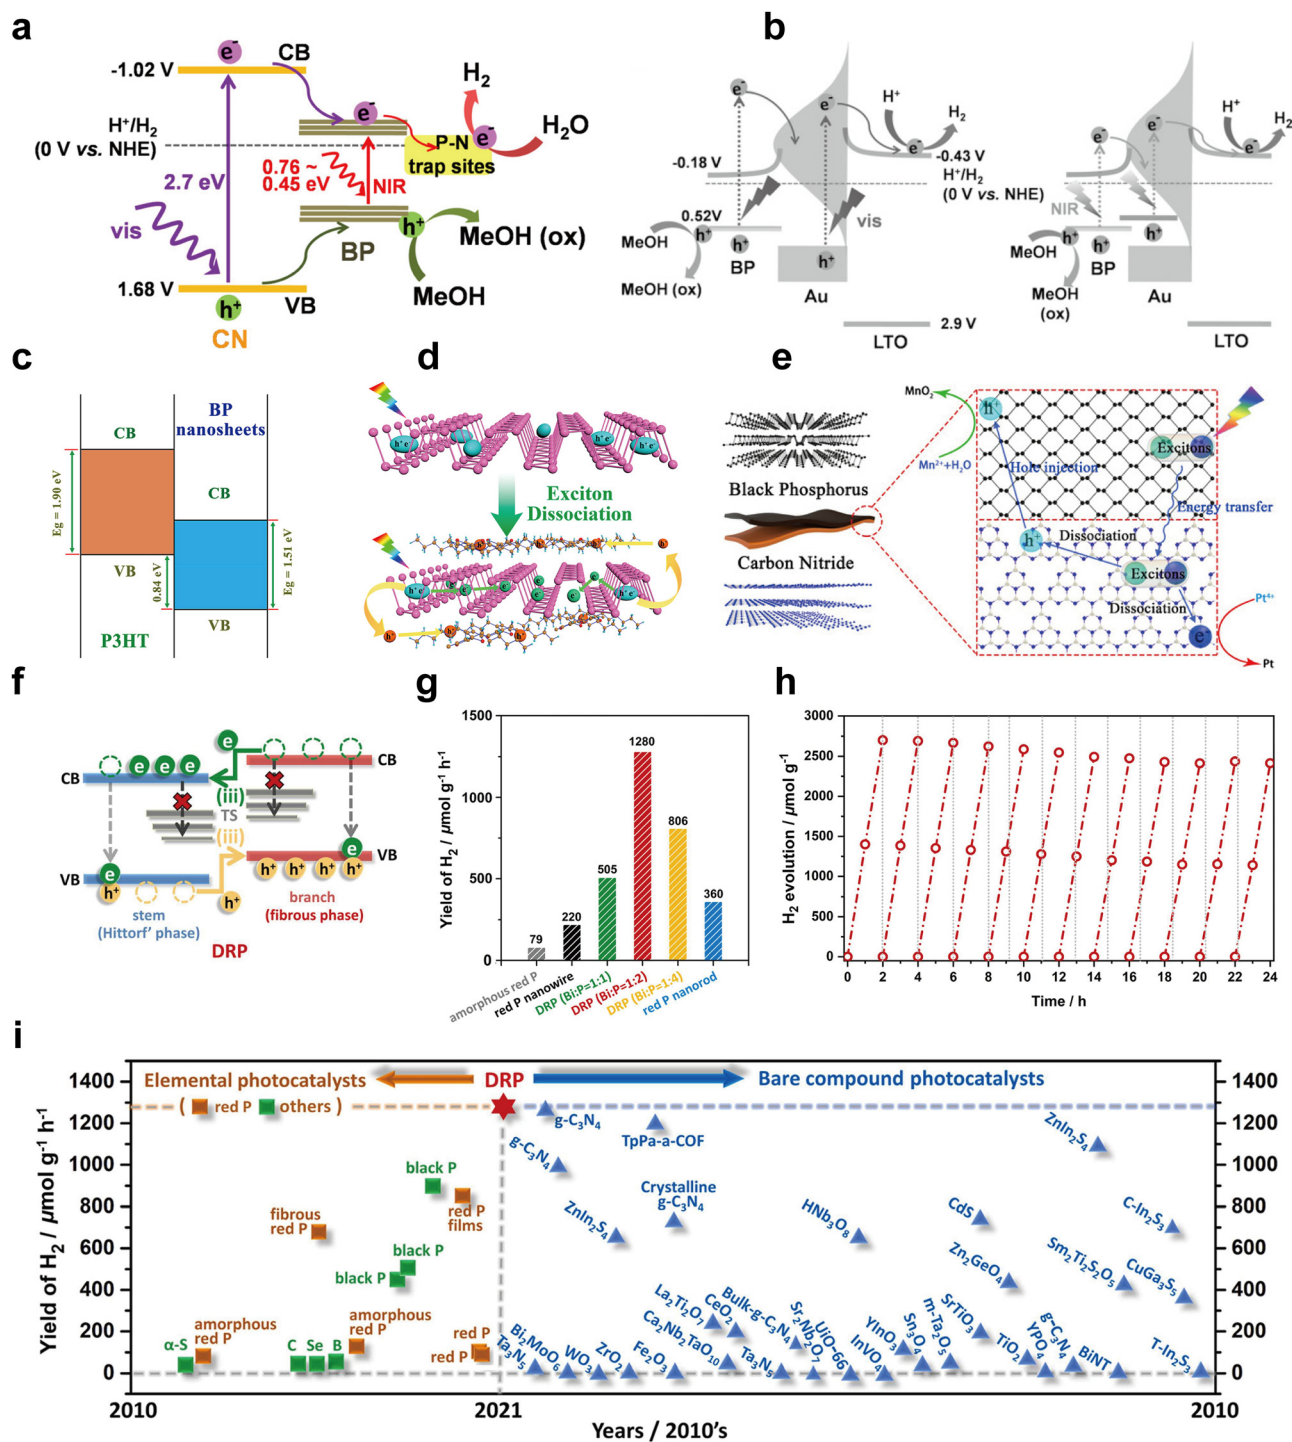 a
e⁻
CB
-1.02 V
H₂
e⁻
H⁺/H₂
(0 V vs. NHE)
P-N
trap sites
e⁻
H₂O
2.7 eV
0.76 ~
0.45 eV
NIR
vis
h⁺
MeOH (ox)
BP
MeOH
1.68 V
h⁺
VB
CN
b
e⁻
e⁻
H⁺
H₂
e⁻
-0.18 V
-0.43 V
H⁺/H₂
(0 V vs. NHE)
0.52V
vis
MeOH
h⁺
h⁺
BP
h⁺
MeOH (ox)
Au
2.9 V
LTO
H⁺
H₂
e⁻
e⁻
e⁻
NIR
h⁺
h⁺
h⁺
MeOH
BP
MeOH
(ox)
Au
LTO
c
BP
nanosheets
CB
CB
Eg = 1.90 eV
VB
0.84 eV
Eg = 1.51 eV
VB
P3HT
d
h⁺ e⁻
h⁺ e⁻
Exciton
Dissociation
e
MnO₂
h⁺
Mn²⁺+H₂O
Hole injection
Excitons
Black Phosphorus
Energy transfer
Dissociation
h⁺
Carbon Nitride
Excitons
Dissociation
Pt⁴⁺
e⁻
Pt
f
e
CB
CB
e e e
(iii)
TS
(iii)
e
VB
h⁺ h⁺ h⁺ h⁺
e
VB
h⁺
h⁺
stem
(Hittorf' phase)
branch
(fibrous phase)
DRP
g
Yield of H₂ / μmol g⁻¹ h⁻¹
1500
1000
500
0
79
220
505
1280
806
360
amorphous red P
red P nanowire
DRP (Bi:P=1:1)
DRP (Bi:P=1:2)
DRP (Bi:P=1:4)
red P nanorod
h
H₂ evolution / μmol g⁻¹
3000
2500
2000
1500
1000
500
0
0 2 4 6 8 10 12 14 16 18 20 22 24
Time / h
i
Yield of H₂ / μmol g⁻¹ h⁻¹
1400
1200
1000
800
600
400
200
0
Elemental photocatalysts
DRP
Bare compound photocatalysts
( red P others )
g-C₃N₄
TpPa-a-COF
ZnIn₂S₄
g-C₃N₄
black P
Crystalline
g-C₃N₄
red P
films
fibrous
red P
ZnIn₂S₄
HNb₃O₈
CdS
C-In₂S₃
black P
black P
Zn₂GeO₄
Sm₂Ti₂S₂O₅
CuGa₃S₅
amorphous
red P
amorphous
red P
α-S
C
Se
B
red P
red P
Ta₃N₅
Bi₂MoO₆
WO₃
ZrO₂
Fe₂O₃
La₂Ti₂O₇
CeO₂
Ca₂Nb₂TaO₁₀
Bulk-g-C₃N₄
Ta₃N₅
Sr₂Nb₂O₇
UiO-66
InVO₄
YInO₃
Sn₃O₄
m-Ta₂O₅
SrTiO₃
TiO₂
YPO₄
g-C₃N₄
BiNT
T-In₂S₃
1400
1200
1000
800
600
400
200
0
2010
2021
2010
Years / 2010's